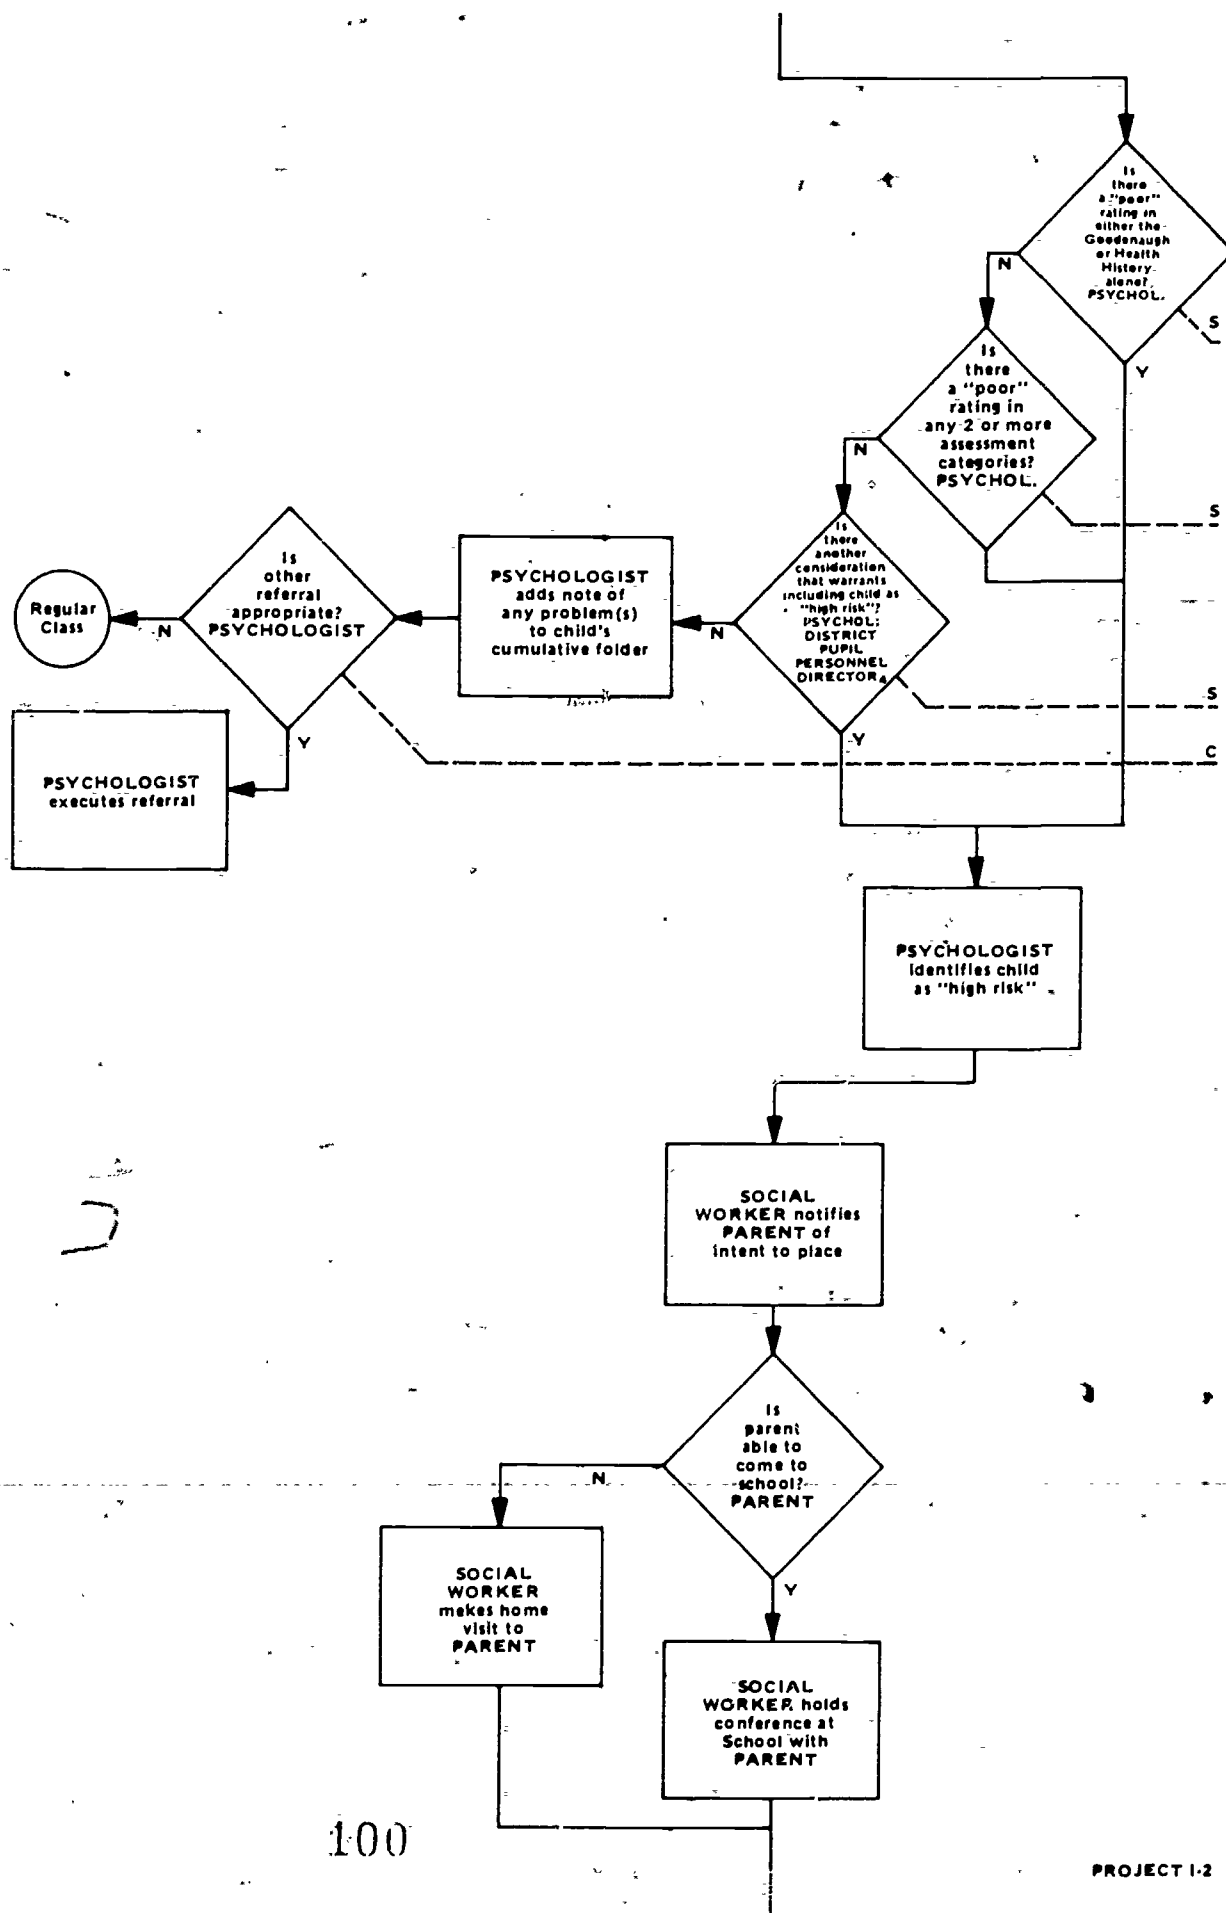 Is
there
a "poor"
rating in
either the
Goodenaugh
or Health
History
alone?
PSYCHOL.
N
S
Y
Is
there
a "poor"
rating in
any 2 or more
assessment
categories?
PSYCHOL.
N
S
Is
there
another
consideration
that warrants
including child as
"high risk"?
PSYCHOL;
DISTRICT
PUPIL
PERSONNEL
DIRECTOR
N
S
Y
PSYCHOLOGIST
adds note of
any problem(s)
to child's
cumulative folder
Is
other
referral
appropriate?
PSYCHOLOGIST
N
Y
C
Regular
Class
PSYCHOLOGIST
executes referral
PSYCHOLOGIST
identifies child
as "high risk"
SOCIAL
WORKER notifies
PARENT of
intent to place
Is
parent
able to
come to
school?
PARENT
N
Y
SOCIAL
WORKER
makes home
visit to
PARENT
SOCIAL
WORKER holds
conference at
School with
PARENT
100
PROJECT I-2